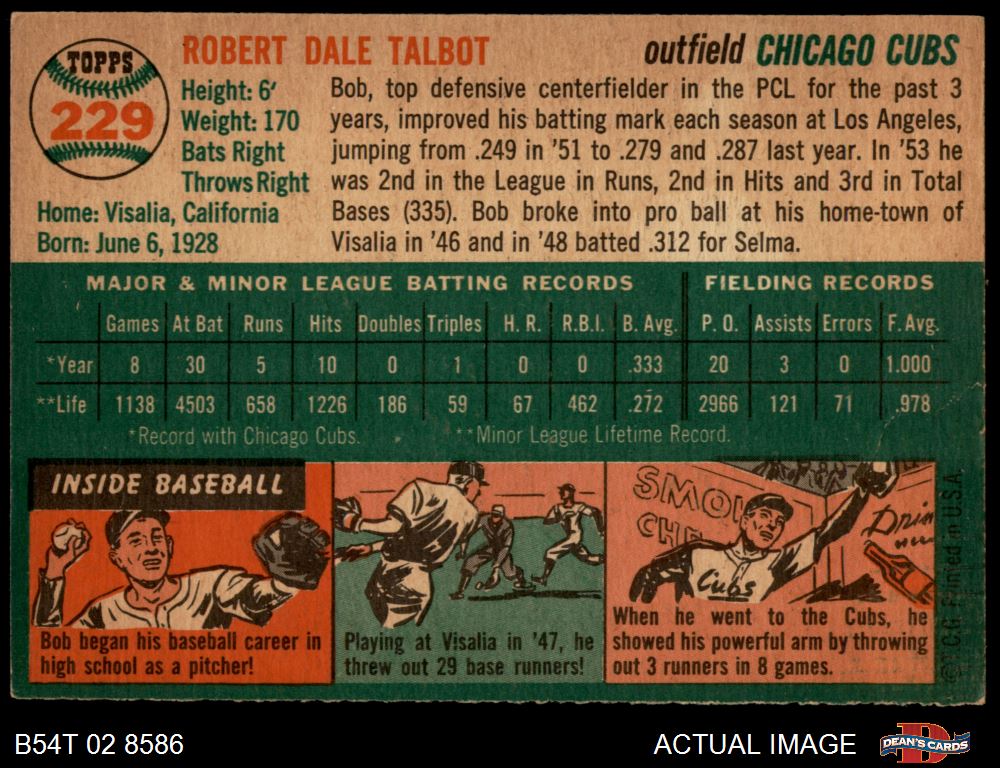 TOPPS
229
ROBERT DALE TALBOT
outfield CHICAGO CUBS
Height: 6'
Weight: 170
Bats Right
Throws Right
Home: Visalia, California
Born: June 6, 1928
Bob, top defensive centerfielder in the PCL for the past 3
years, improved his batting mark each season at Los Angeles,
jumping from .249 in '51 to .279 and .287 last year. In '53 he
was 2nd in the League in Runs, 2nd in Hits and 3rd in Total
Bases (335). Bob broke into pro ball at his home-town of
Visalia in '46 and in '48 batted .312 for Selma.
MAJOR & MINOR LEAGUE BATTING RECORDS FIELDING RECORDS
Games At Bat Runs Hits Doubles Triples H. R. R.B.I. B. Avg. P. O. Assists Errors F. Avg.
*Year 8 30 5 10 0 1 0 0 .333 20 3 0 1.000
**Life 1138 4503 658 1226 186 59 67 462 .272 2966 121 71 .978
*Record with Chicago Cubs. **Minor League Lifetime Record.
INSIDE BASEBALL
Bob began his baseball career in
high school as a pitcher!
Playing at Visalia in '47, he
threw out 29 base runners!
SMO
CH
Cubs
Drin
When he went to the Cubs, he
showed his powerful arm by throwing
out 3 runners in 8 games.
T.C.G. Printed in U.S.A.
B54T 02 8586
ACTUAL IMAGE
DEAN'S CARDS